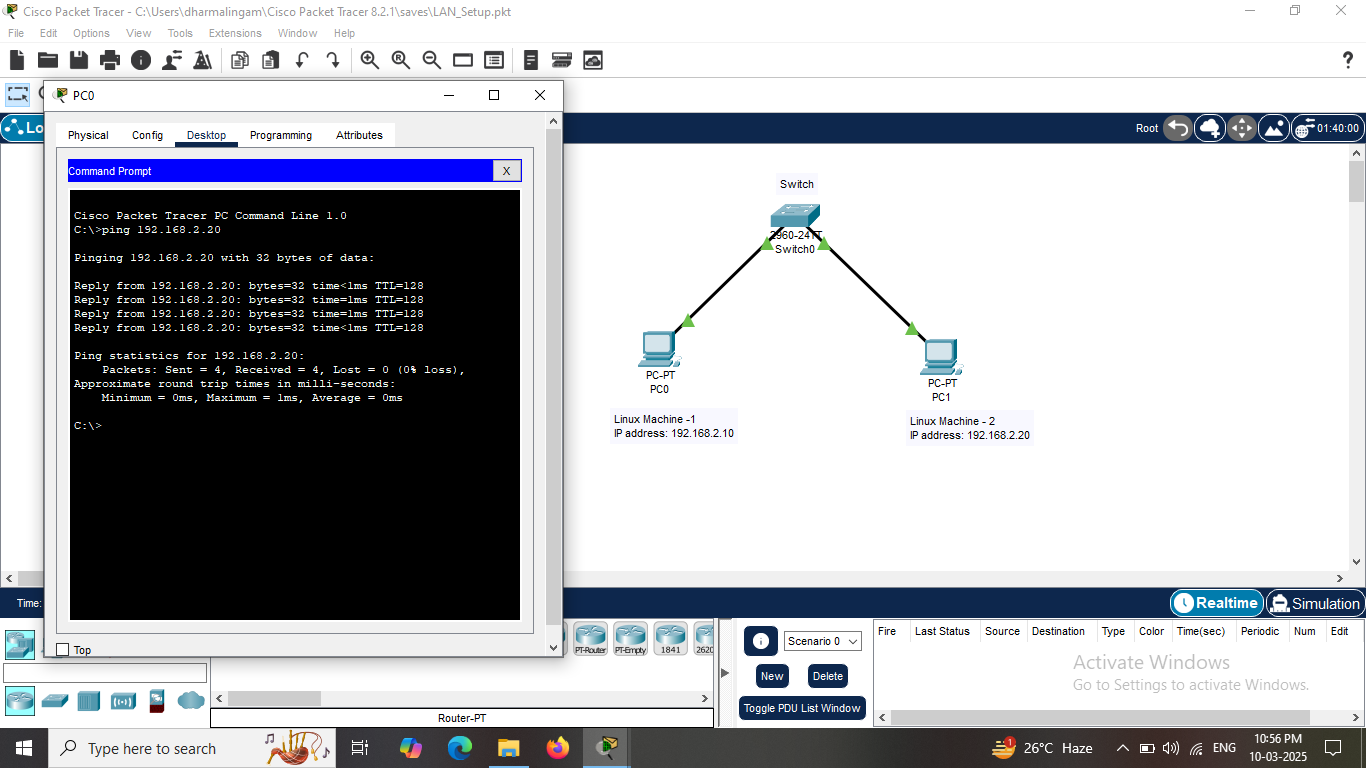 Cisco Packet Tracer - C:\Users\dharmalingam\Cisco Packet Tracer 8.2.1\saves\LAN_Setup.pkt
File Edit Options View Tools Extensions Window Help
?
PC0
Physical Config Desktop Programming Attributes
Lo
Root
01:40:00
Command Prompt
X
Cisco Packet Tracer PC Command Line 1.0
C:\>ping 192.168.2.20
Pinging 192.168.2.20 with 32 bytes of data:
Reply from 192.168.2.20: bytes=32 time<1ms TTL=128
Reply from 192.168.2.20: bytes=32 time=1ms TTL=128
Reply from 192.168.2.20: bytes=32 time=1ms TTL=128
Reply from 192.168.2.20: bytes=32 time<1ms TTL=128
Ping statistics for 192.168.2.20:
Packets: Sent = 4, Received = 4, Lost = 0 (0% loss),
Approximate round trip times in milli-seconds:
Minimum = 0ms, Maximum = 1ms, Average = 0ms
C:\>
Top
Switch
2960-24TT
Switch0
PC-PT
PC0
Linux Machine -1
IP address: 192.168.2.10
PC-PT
PC1
Linux Machine - 2
IP address: 192.168.2.20
Time:
Realtime
Simulation
PT-Router PT-Empty 1841 2620
Router-PT
Scenario 0
New Delete
Toggle PDU List Window
Fire Last Status Source Destination Type Color Time(sec) Periodic Num Edit
Activate Windows
Go to Settings to activate Windows.
Type here to search
1
26°C Haze
ENG
10:56 PM
10-03-2025